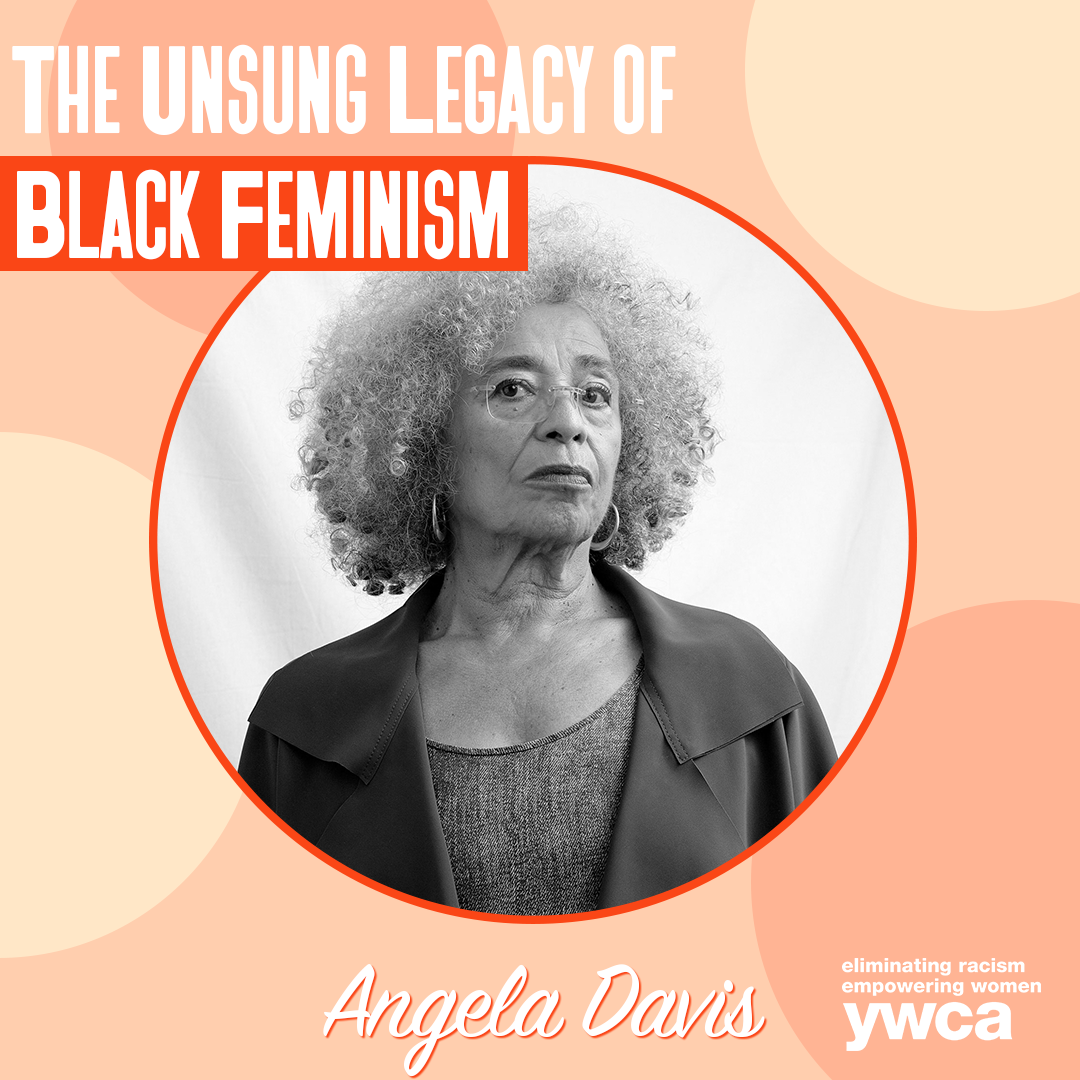 The Unsung Legacy of
Black Feminism
Angela Davis
eliminating racism
empowering women
ywca